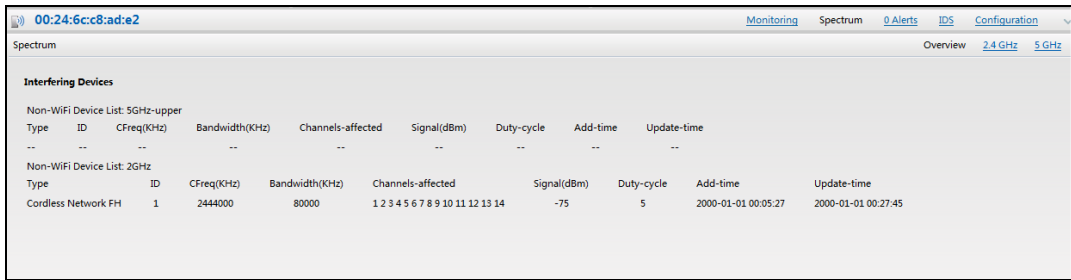 00:24:6c:c8:ad:e2 Monitoring Spectrum 0 Alerts IDS Configuration
Spectrum Overview 2.4 GHz 5 GHz
Interfering Devices
Non-WiFi Device List: 5GHz-upper
Type ID CFreq(KHz) Bandwidth(KHz) Channels-affected Signal(dBm) Duty-cycle Add-time Update-time
-- -- -- -- -- -- -- -- --
Non-WiFi Device List: 2GHz
Type ID CFreq(KHz) Bandwidth(KHz) Channels-affected Signal(dBm) Duty-cycle Add-time Update-time
Cordless Network FH 1 2444000 80000 1 2 3 4 5 6 7 8 9 10 11 12 13 14 -75 5 2000-01-01 00:05:27 2000-01-01 00:27:45